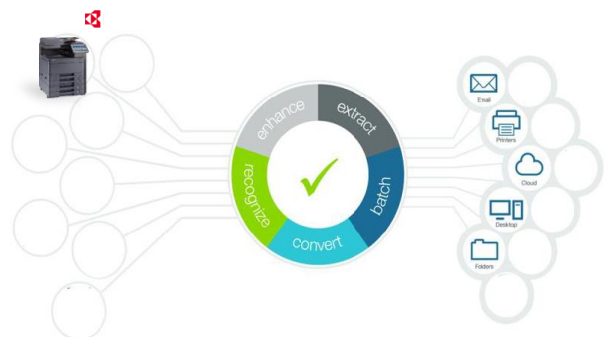 enhance
extract
recognize
batch
convert
Email
Printers
Cloud
Desktop
Folders